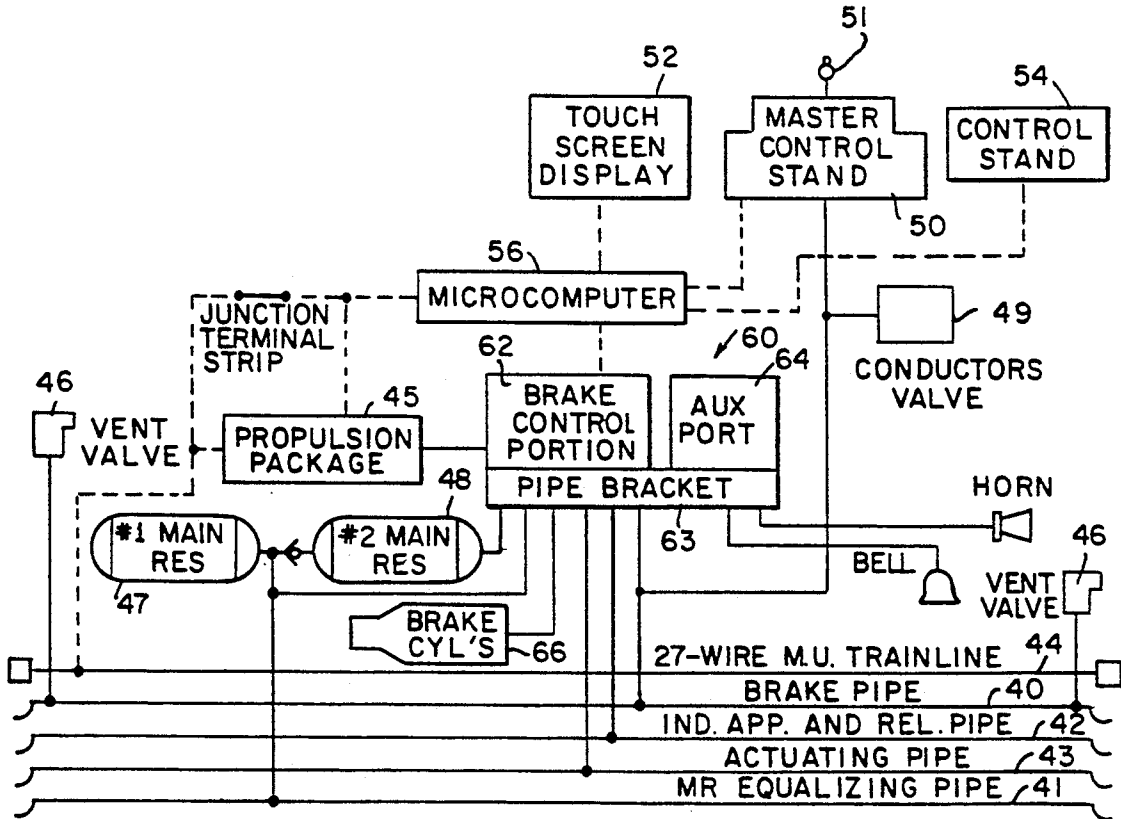 51
52
54
TOUCH
SCREEN
DISPLAY
MASTER
CONTROL
STAND
CONTROL
STAND
50
56
MICROCOMPUTER
JUNCTION
TERMINAL
STRIP
60
49
CONDUCTORS
VALVE
62
64
BRAKE
CONTROL
PORTION
AUX
PORT
46
VENT
VALVE
45
PROPULSION
PACKAGE
PIPE BRACKET
63
48
#1 MAIN
RES
47
#2 MAIN
RES
HORN
BELL
46
VENT
VALVE
BRAKE
CYL'S
66
27-WIRE M.U. TRAINLINE
44
BRAKE PIPE
40
IND. APP. AND REL. PIPE
42
ACTUATING PIPE
43
MR EQUALIZING PIPE
41